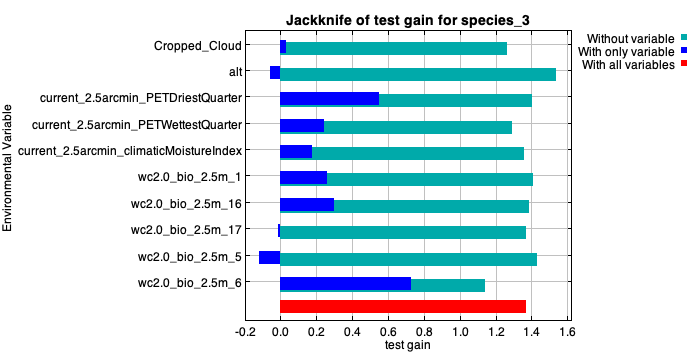 Jackknife of test gain for species_3
Without variable
With only variable
With all variables
Environmental Variable
Cropped_Cloud
alt
current_2.5arcmin_PETDriestQuarter
current_2.5arcmin_PETWettestQuarter
current_2.5arcmin_climaticMoistureIndex
wc2.0_bio_2.5m_1
wc2.0_bio_2.5m_16
wc2.0_bio_2.5m_17
wc2.0_bio_2.5m_5
wc2.0_bio_2.5m_6
-0.2 0.0 0.2 0.4 0.6 0.8 1.0 1.2 1.4 1.6
test gain